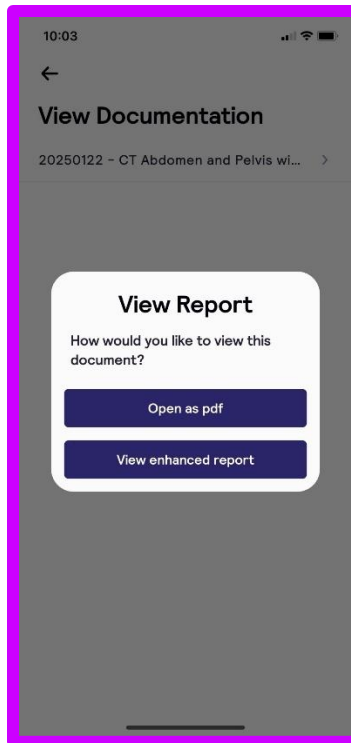 10:03
View Documentation
20250122 – CT Abdomen and Pelvis wi...
View Report
How would you like to view this
document?
Open as pdf
View enhanced report